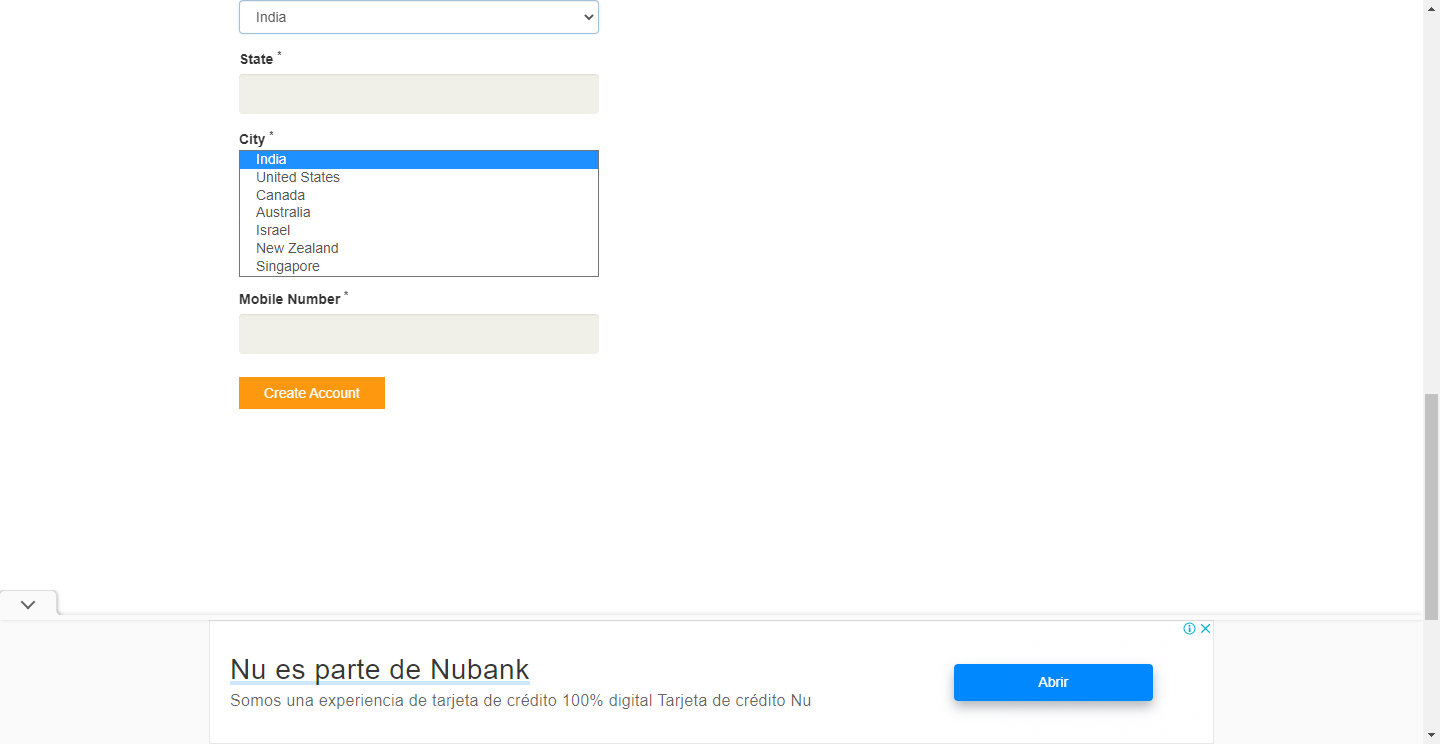 India
State *
City *
India
United States
Canada
Australia
Israel
New Zealand
Singapore
Mobile Number *
Create Account
Nu es parte de Nubank
Somos una experiencia de tarjeta de crédito 100% digital Tarjeta de crédito Nu
Abrir